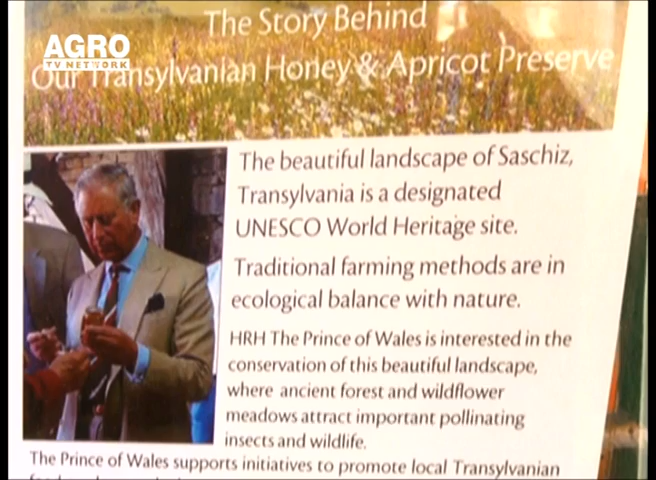 The Story Behind
Our Transylvanian Honey & Apricot Preserve
AGRO
TV NETWORK
The beautiful landscape of Saschiz,
Transylvania is a designated
UNESCO World Heritage site.
Traditional farming methods are in
ecological balance with nature.
HRH The Prince of Wales is interested in the
conservation of this beautiful landscape,
where ancient forest and wildflower
meadows attract important pollinating
insects and wildlife.
The Prince of Wales supports initiatives to promote local Transylvanian